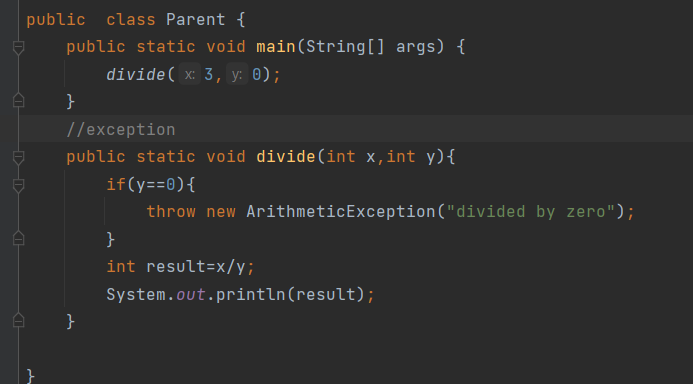 public  class Parent {
    public static void main(String[] args) {
        divide( x: 3, y: 0);
    }
    //exception
    public static void divide(int x,int y){
        if(y==0){
            throw new ArithmeticException("divided by zero");
        }
        int result=x/y;
        System.out.println(result);
    }
}